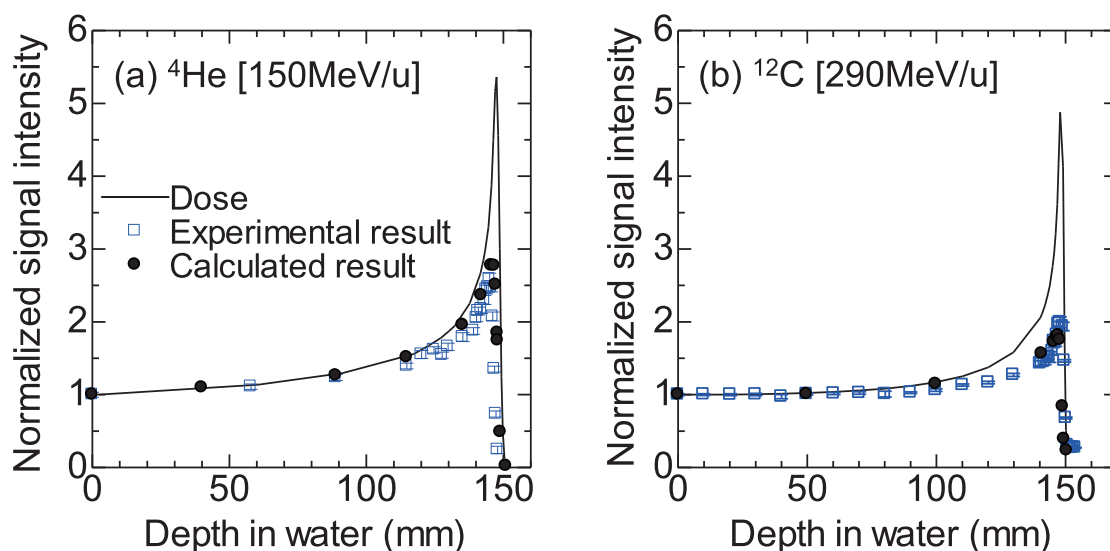 (a) ⁴He [150MeV/u]
Normalized signal intensity
6
5
4
3
2
1
0
Dose
Experimental result
Calculated result
0
50
100
150
Depth in water (mm)
(b) ¹²C [290MeV/u]
Normalized signal intensity
6
5
4
3
2
1
0
0
50
100
150
Depth in water (mm)